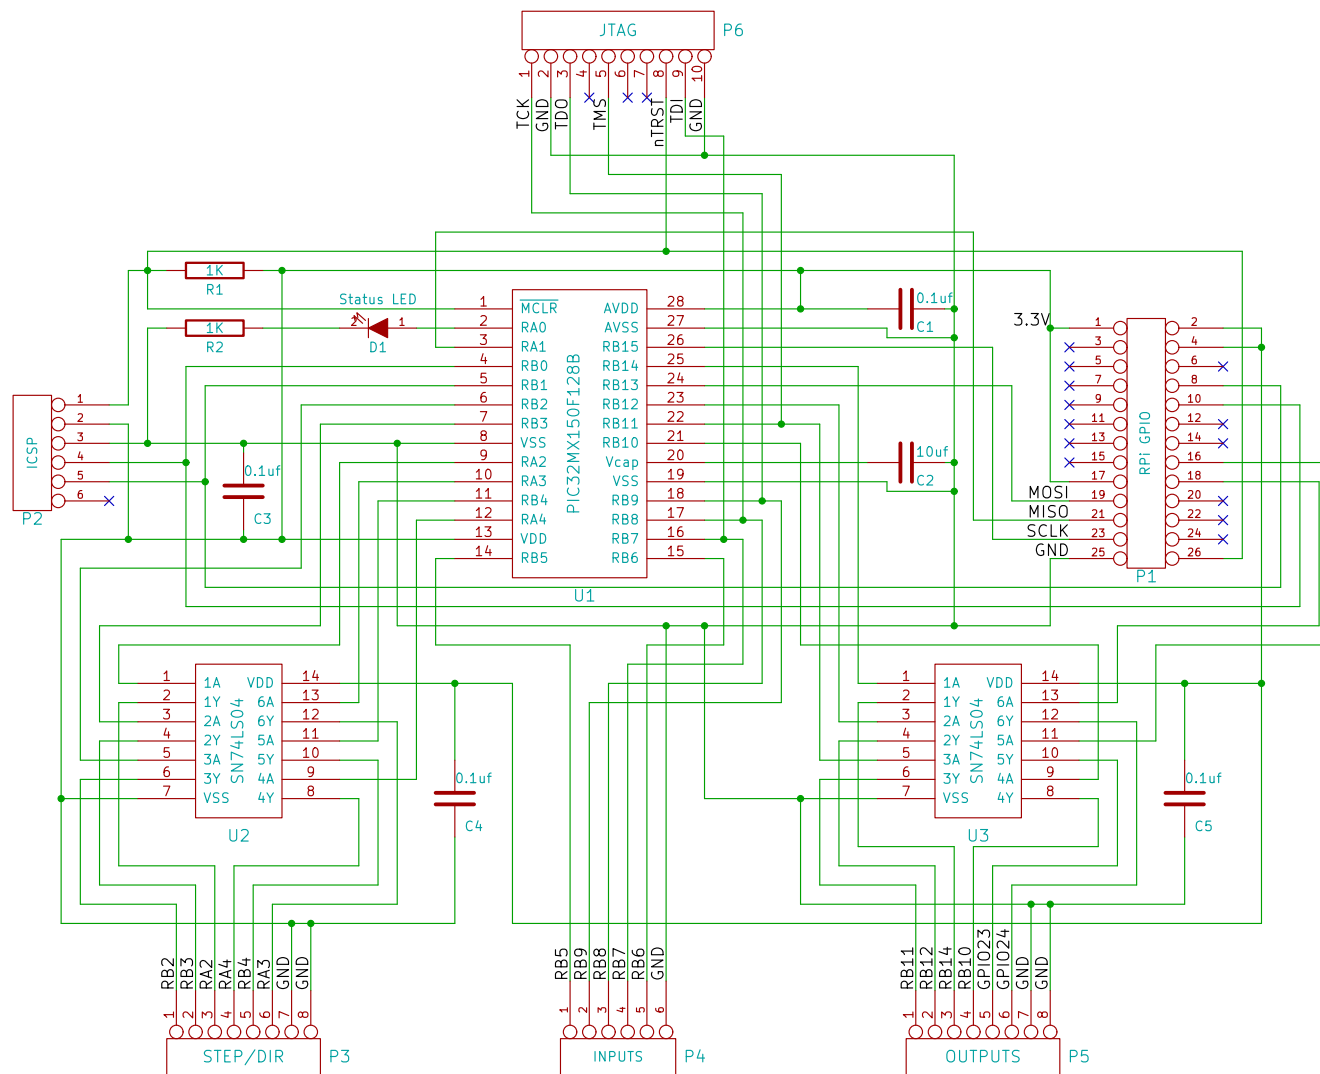 JTAG P6
1 2 3 4 5 6 7 8 9 10
TCK GND TDO TMS nTRST TDI GND
1K
R1
Status LED
1K
R2
2 1
D1
ICSP
P2
1
2
3
4
5
6
0.1uf
C3
PIC32MX150F128B
U1
1 MCLR AVDD 28
2 RA0 AVSS 27
3 RA1 RB15 26
4 RB0 RB14 25
5 RB1 RB13 24
6 RB2 RB12 23
7 RB3 RB11 22
8 VSS RB10 21
9 RA2 Vcap 20
10 RA3 VSS 19
11 RB4 RB9 18
12 RA4 RB8 17
13 VDD RB7 16
14 RB5 RB6 15
0.1uf
C1
10uf
C2
RPi GPIO
P1
3.3V 1 2
3 4
5 6
7 8
9 10
11 12
13 14
15 16
17 18
MOSI 19 20
MISO 21 22
SCLK 23 24
GND 25 26
SN74LS04
U2
1 1A VDD 14
2 1Y 6A 13
3 2A 6Y 12
4 2Y 5A 11
5 3A 5Y 10
6 3Y 4A 9
7 VSS 4Y 8
0.1uf
C4
SN74LS04
U3
1 1A VDD 14
2 1Y 6A 13
3 2A 6Y 12
4 2Y 5A 11
5 3A 5Y 10
6 3Y 4A 9
7 VSS 4Y 8
0.1uf
C5
RB2 RB3 RA2 RA4 RB4 RA3 GND GND
1 2 3 4 5 6 7 8
STEP/DIR P3
RB5 RB9 RB8 RB7 RB6 GND
1 2 3 4 5 6
INPUTS P4
RB11 RB12 RB14 RB10 GPIO23 GPIO24 GND GND
1 2 3 4 5 6 7 8
OUTPUTS P5